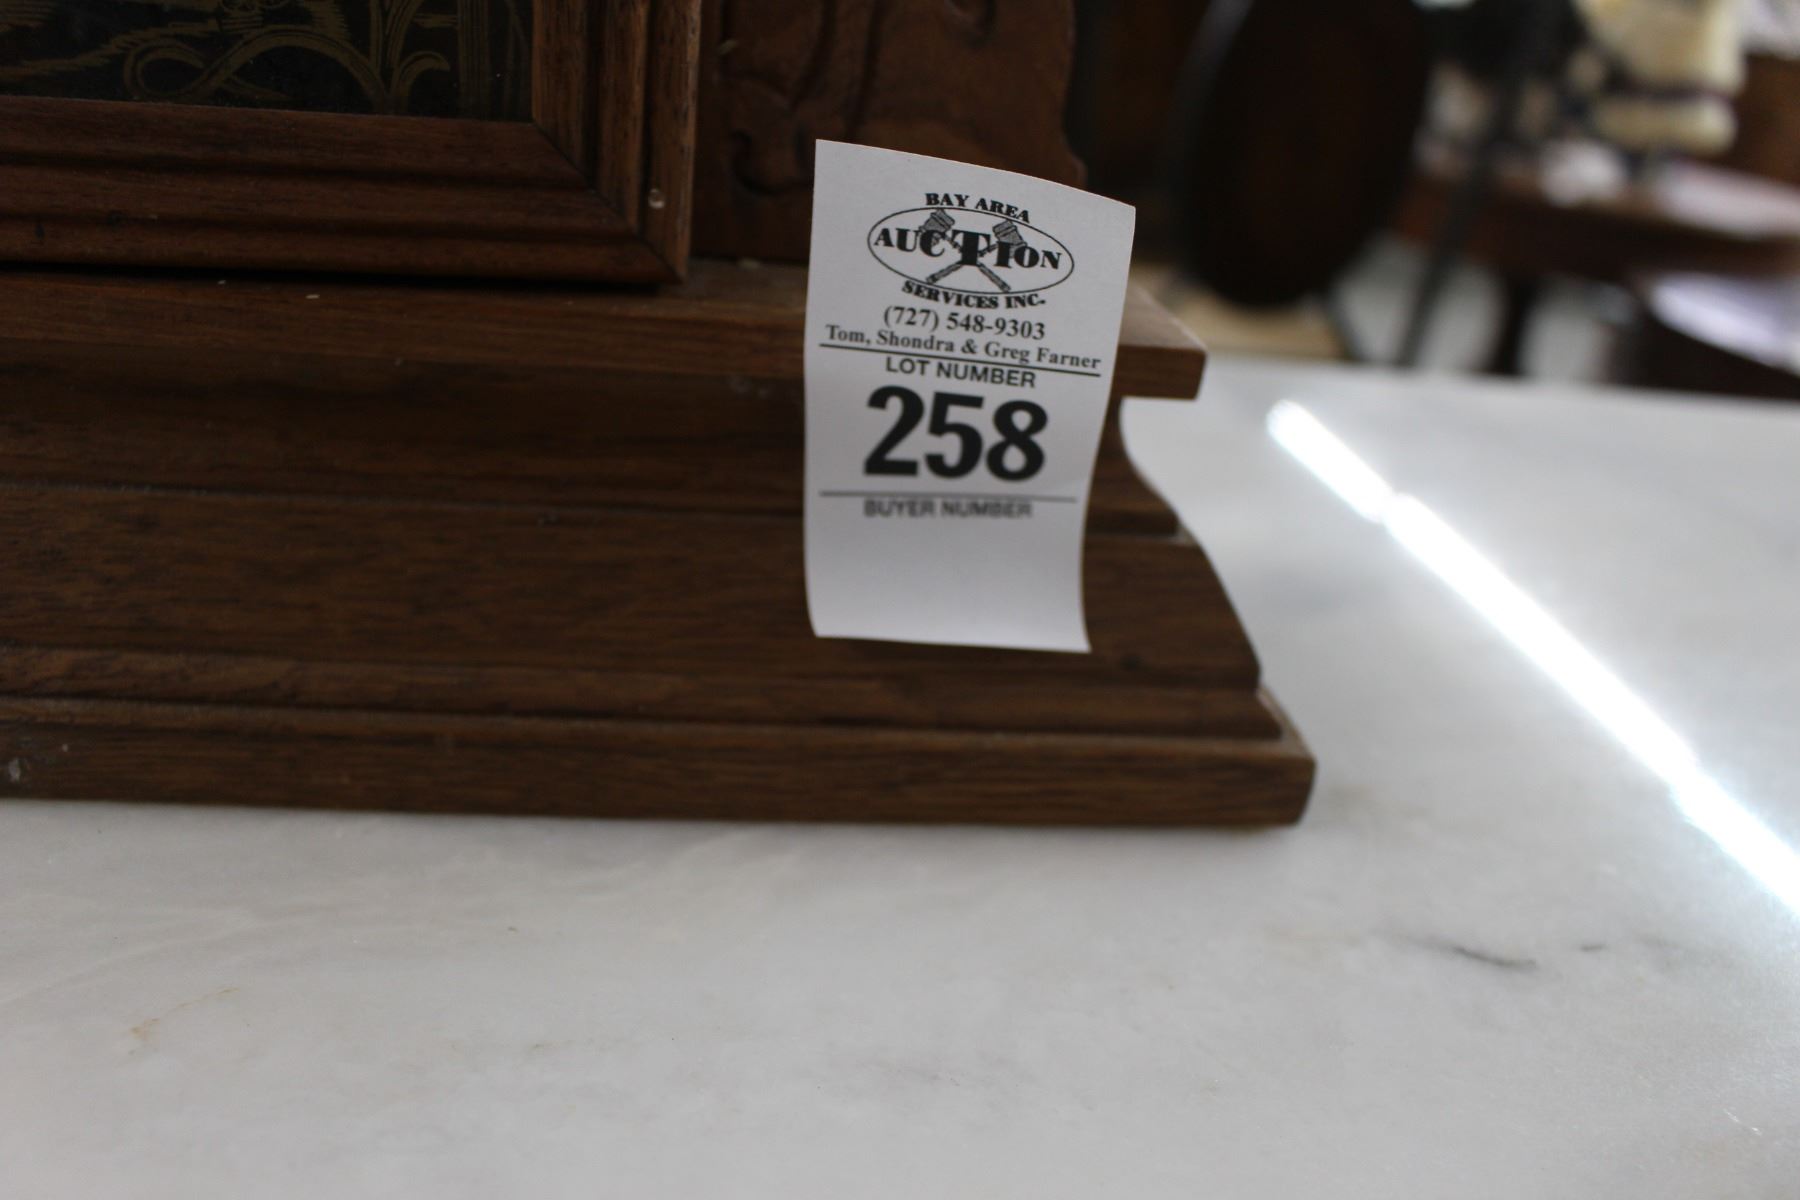 BAY AREA
AUCTION
SERVICES INC.
(727) 548-9303
Tom, Shondra & Greg Farner
LOT NUMBER
258
BUYER NUMBER